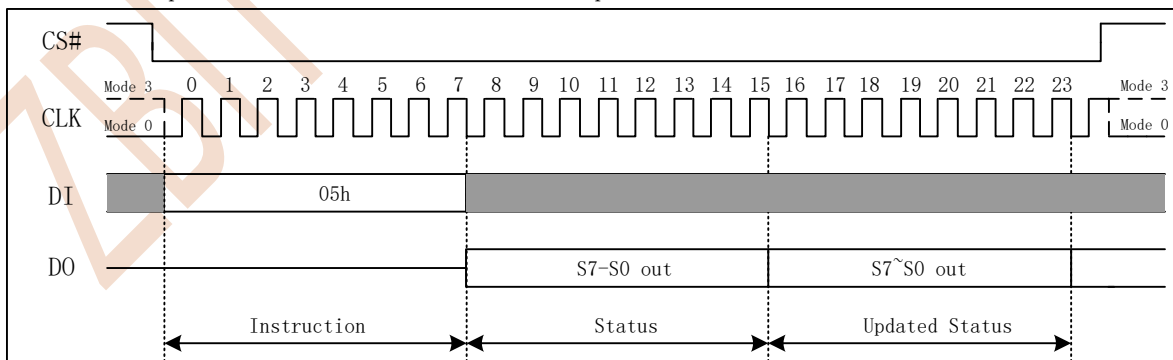 CS#
Mode 3 0 1 2 3 4 5 6 7 8 9 10 11 12 13 14 15 16 17 18 19 20 21 22 23 Mode 3
CLK
Mode 0 Mode 0
DI 05h
DO S7-S0 out S7~S0 out
Instruction Status Updated Status